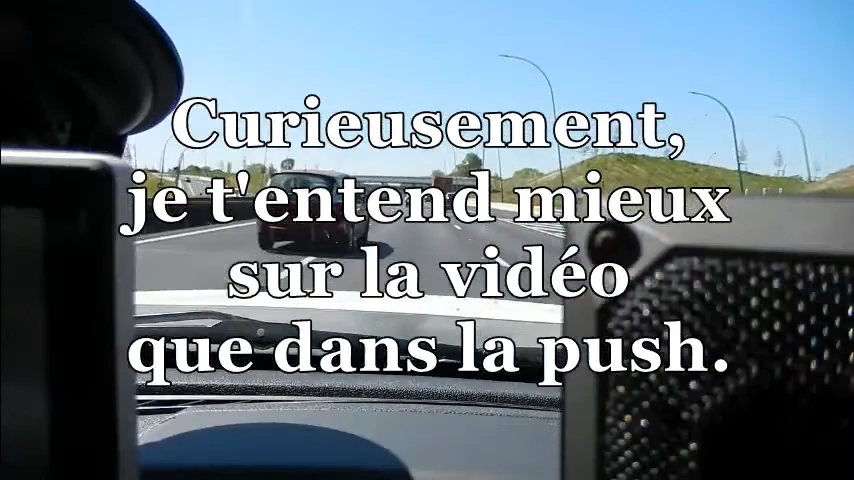 Curieusement,
je t'entend mieux
sur la vidéo
que dans la push.